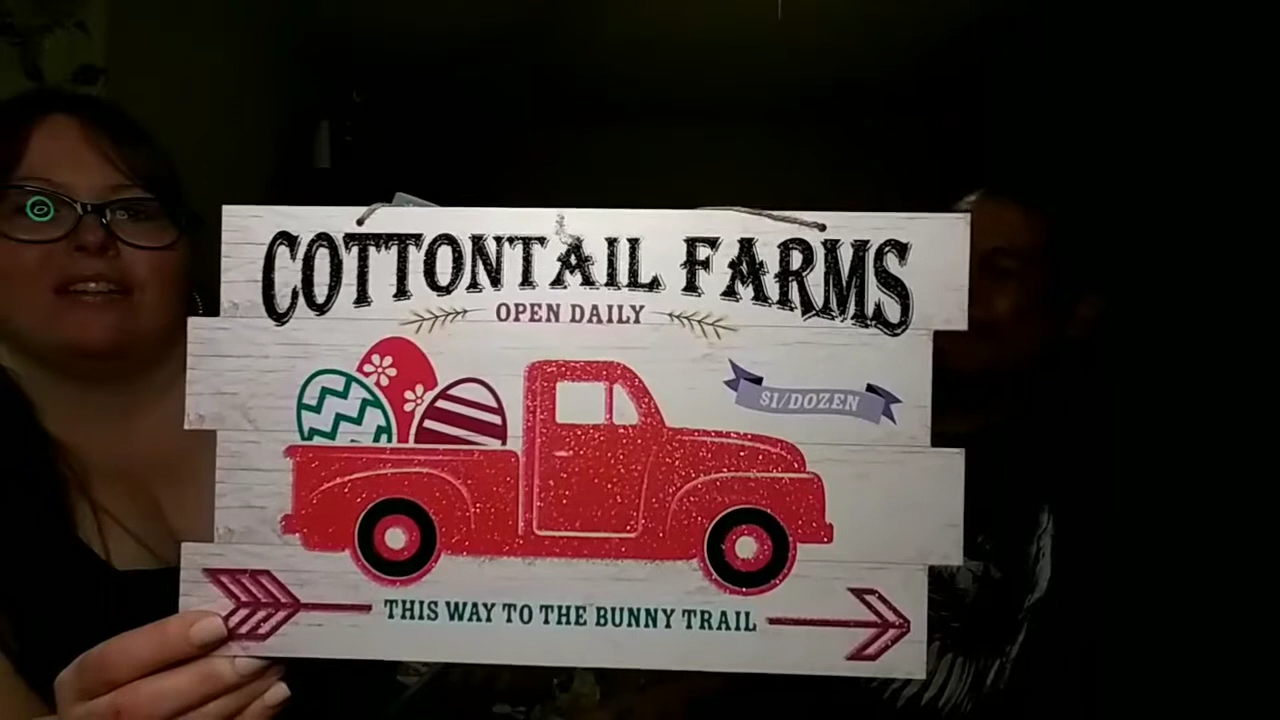 COTTONTAIL FARMS
OPEN DAILY
$1/DOZEN
THIS WAY TO THE BUNNY TRAIL